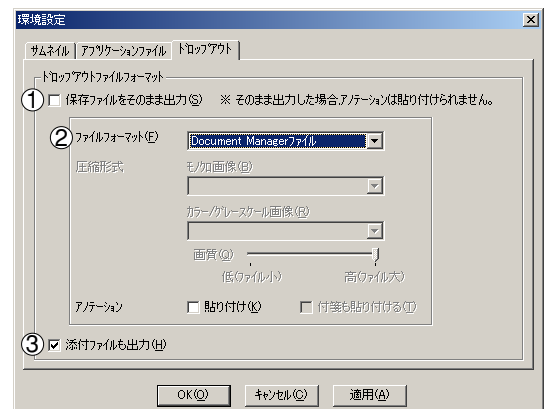 環境設定
サムネイル アプリケーションファイル ドロップアウト
ドロップアウトファイルフォーマット
① 保存ファイルをそのまま出力(S) ※ そのまま出力した場合,アノテーションは貼り付けられません。
② ファイルフォーマット(F) Document Managerファイル
圧縮形式 モノクロ画像(B)
カラー/グレースケール画像(R)
画質(Q)
低(ファイル小) 高(ファイル大)
アノテーション 貼り付け(K) 付箋も貼り付ける(T)
③ 添付ファイルも出力(H)
OK(O) キャンセル(C) 適用(A)